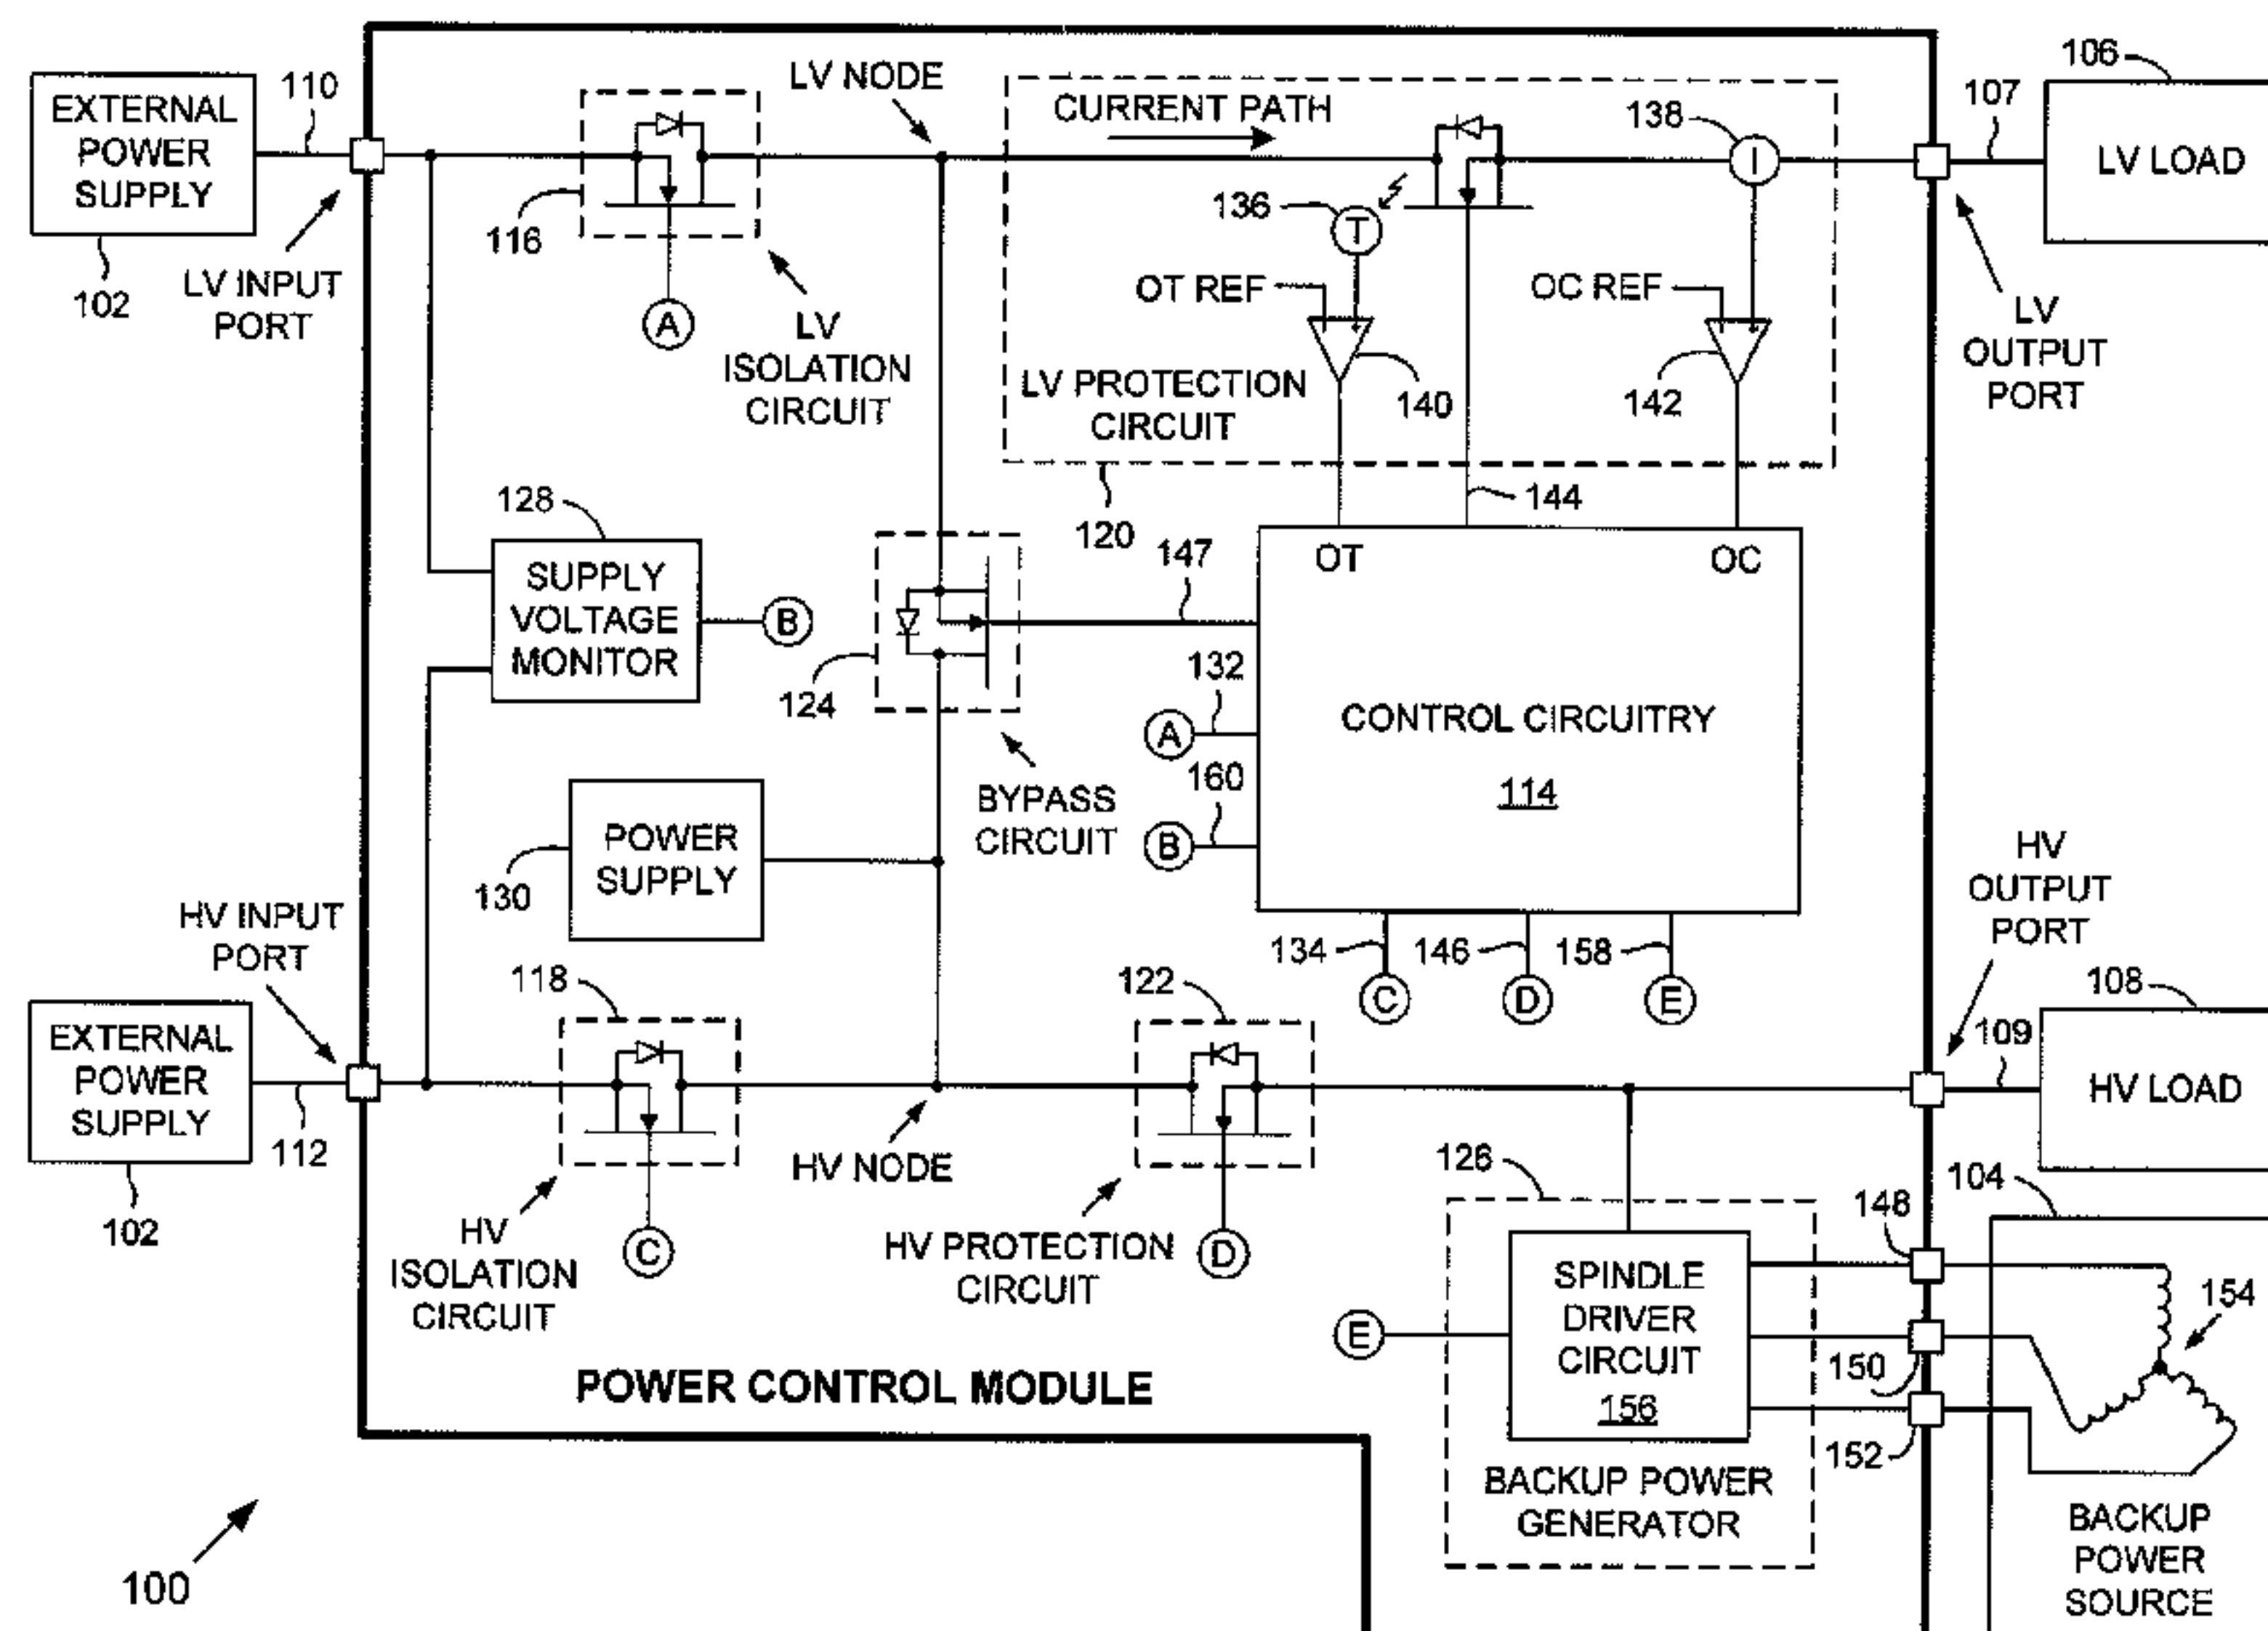 EXTERNAL
POWER
SUPPLY
102
110
LV INPUT
PORT
116
A
LV
ISOLATION
CIRCUIT
LV NODE
CURRENT PATH
136
T
138
I
OT REF
OC REF
140
142
LV PROTECTION
CIRCUIT
120
144
107
106
LV LOAD
LV
OUTPUT
PORT
128
SUPPLY
VOLTAGE
MONITOR
B
124
BYPASS
CIRCUIT
147
OT
OC
132
A
160
B
CONTROL CIRCUITRY
114
134
146
158
C
D
E
130
POWER
SUPPLY
HV INPUT
PORT
EXTERNAL
POWER
SUPPLY
102
112
118
HV
ISOLATION
CIRCUIT
C
HV NODE
122
HV PROTECTION
CIRCUIT
D
HV
OUTPUT
PORT
109
108
HV LOAD
126
E
SPINDLE
DRIVER
CIRCUIT
156
BACKUP POWER
GENERATOR
148
150
152
104
154
BACKUP
POWER
SOURCE
POWER CONTROL MODULE
100